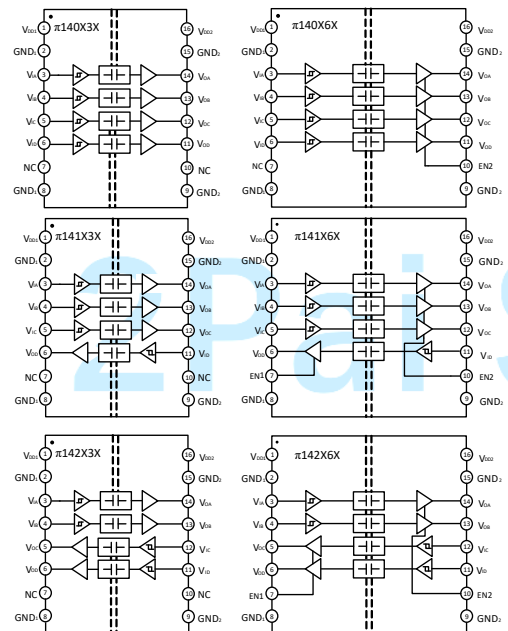 π140X3X
VDD1 1
16 VDD2
GND1 2
15 GND2
VIA 3
14 VOA
VIB 4
13 VOB
VIC 5
12 VOC
VID 6
11 VOD
NC 7
10 NC
GND1 8
9 GND2
π140X6X
VDD1 1
16 VDD2
GND1 2
15 GND2
VIA 3
14 VOA
VIB 4
13 VOB
VIC 5
12 VOC
VID 6
11 VOD
NC 7
10 EN2
GND1 8
9 GND2
π141X3X
VDD1 1
16 VDD2
GND1 2
15 GND2
VIA 3
14 VOA
VIB 4
13 VOB
VIC 5
12 VOC
VOD 6
11 VID
NC 7
10 NC
GND1 8
9 GND2
π141X6X
VDD1 1
16 VDD2
GND1 2
15 GND2
VIA 3
14 VOA
VIB 4
13 VOB
VIC 5
12 VOC
VOD 6
11 VID
EN1 7
10 EN2
GND1 8
9 GND2
π142X3X
VDD1 1
16 VDD2
GND1 2
15 GND2
VIA 3
14 VOA
VIB 4
13 VOB
VOC 5
12 VIC
VOD 6
11 VID
NC 7
10 NC
GND1 8
9 GND2
π142X6X
VDD1 1
16 VDD2
GND1 2
15 GND2
VIA 3
14 VOA
VIB 4
13 VOB
VOC 5
12 VIC
VOD 6
11 VID
EN1 7
10 EN2
GND1 8
9 GND2
2Pai S